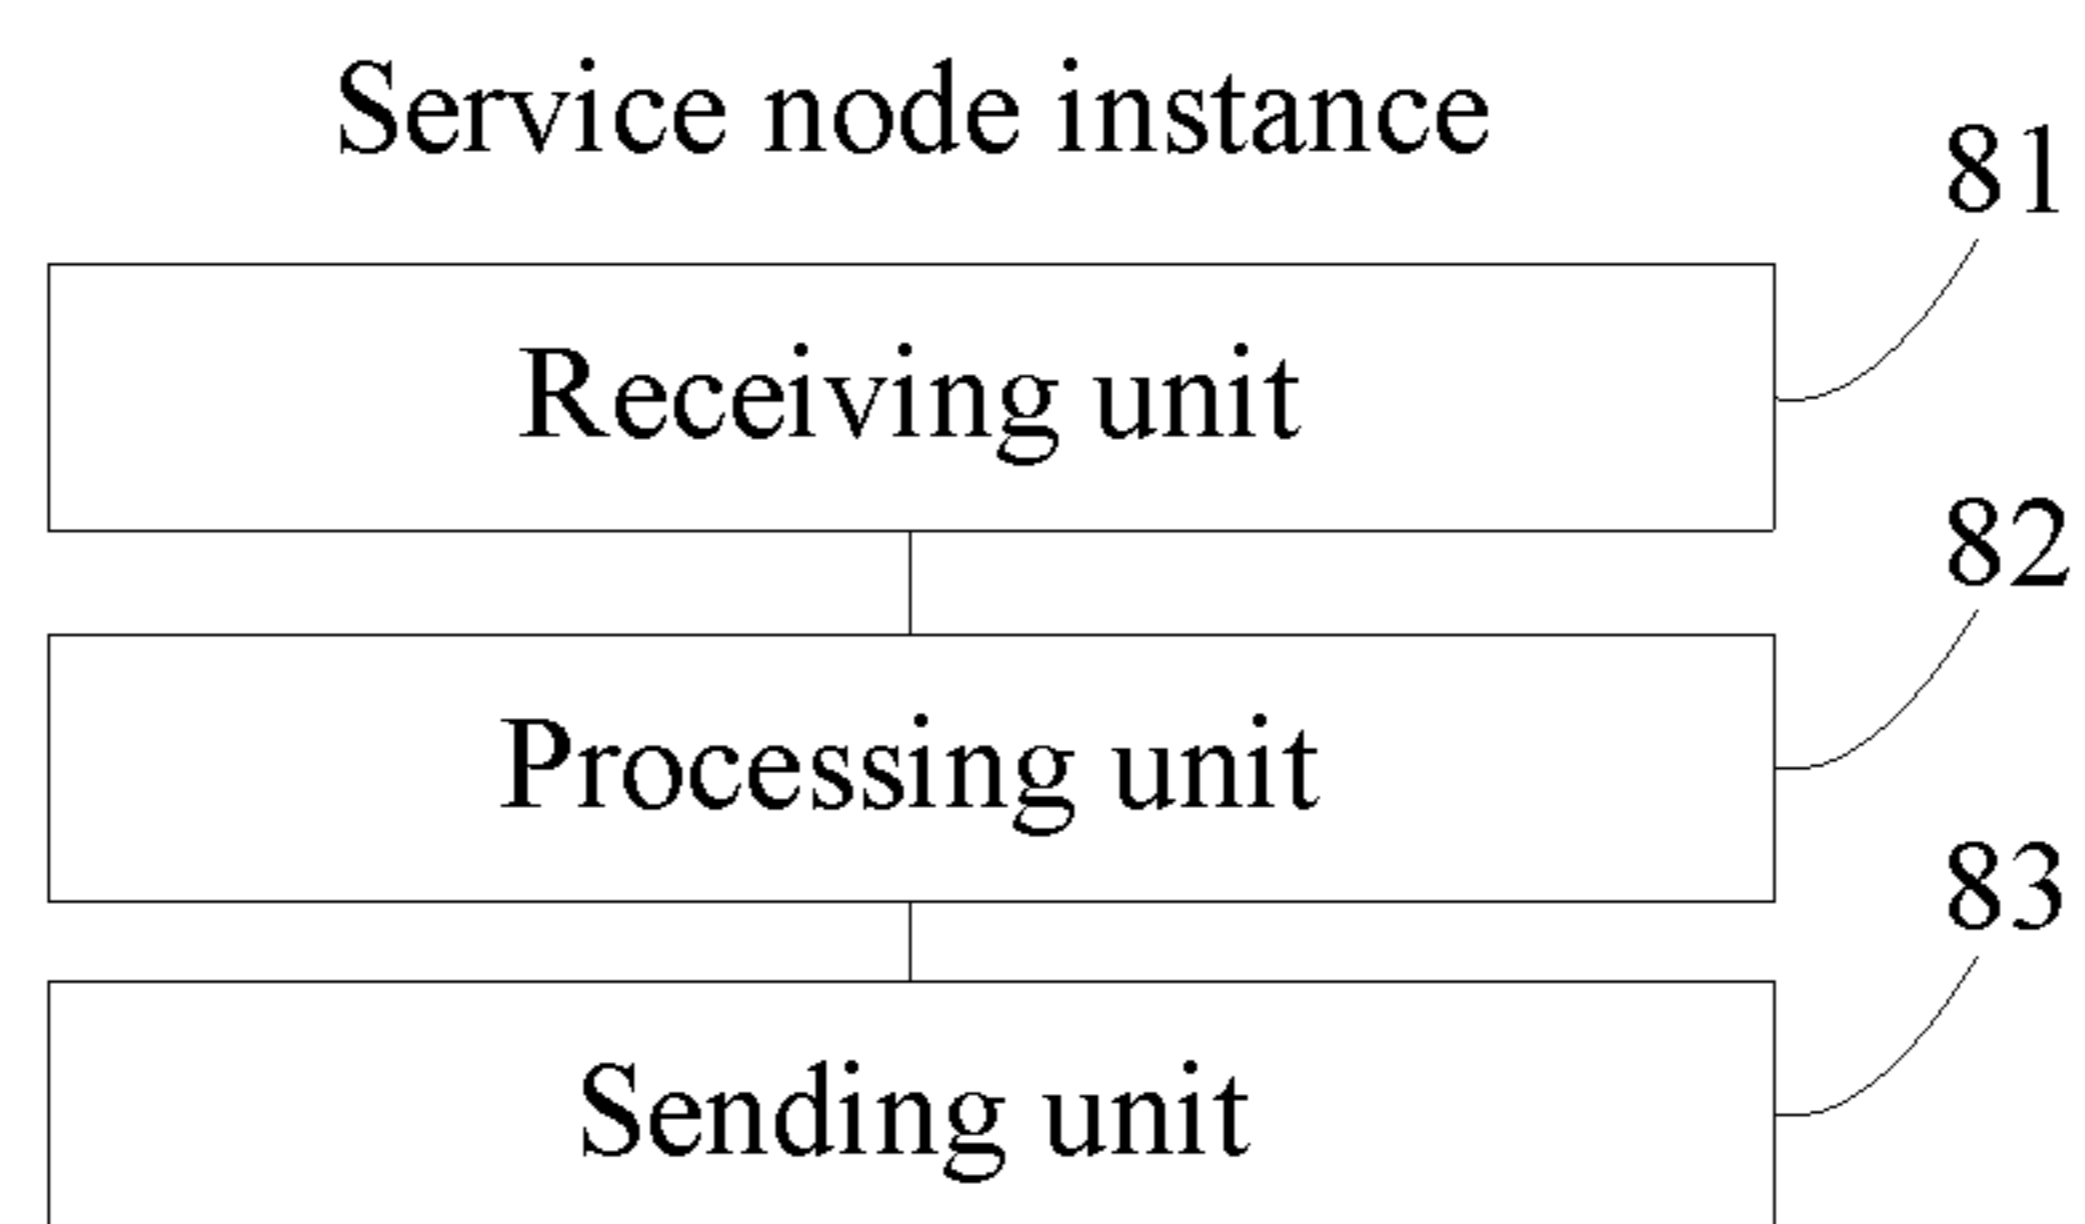 Service node instance
81
Receiving unit
82
Processing unit
83
Sending unit